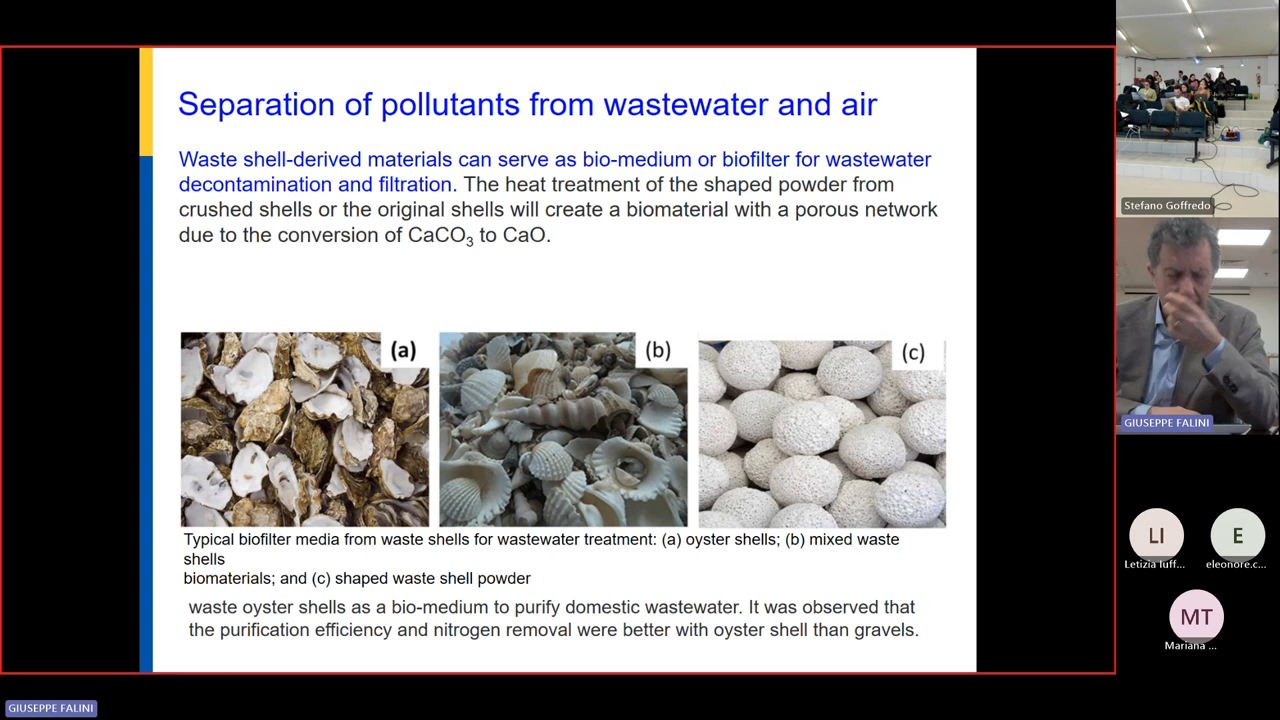 Separation of pollutants from wastewater and air
Waste shell-derived materials can serve as bio-medium or biofilter for wastewater
decontamination and filtration. The heat treatment of the shaped powder from
crushed shells or the original shells will create a biomaterial with a porous network
due to the conversion of CaCO3 to CaO.
(a)
(b)
(c)
Typical biofilter media from waste shells for wastewater treatment: (a) oyster shells; (b) mixed waste
shells
biomaterials; and (c) shaped waste shell powder
waste oyster shells as a bio-medium to purify domestic wastewater. It was observed that
the purification efficiency and nitrogen removal were better with oyster shell than gravels.
Stefano Goffredo
GIUSEPPE FALINI
LI
E
Letizia Iuff...
eleonore.c...
MT
Mariana ...
GIUSEPPE FALINI